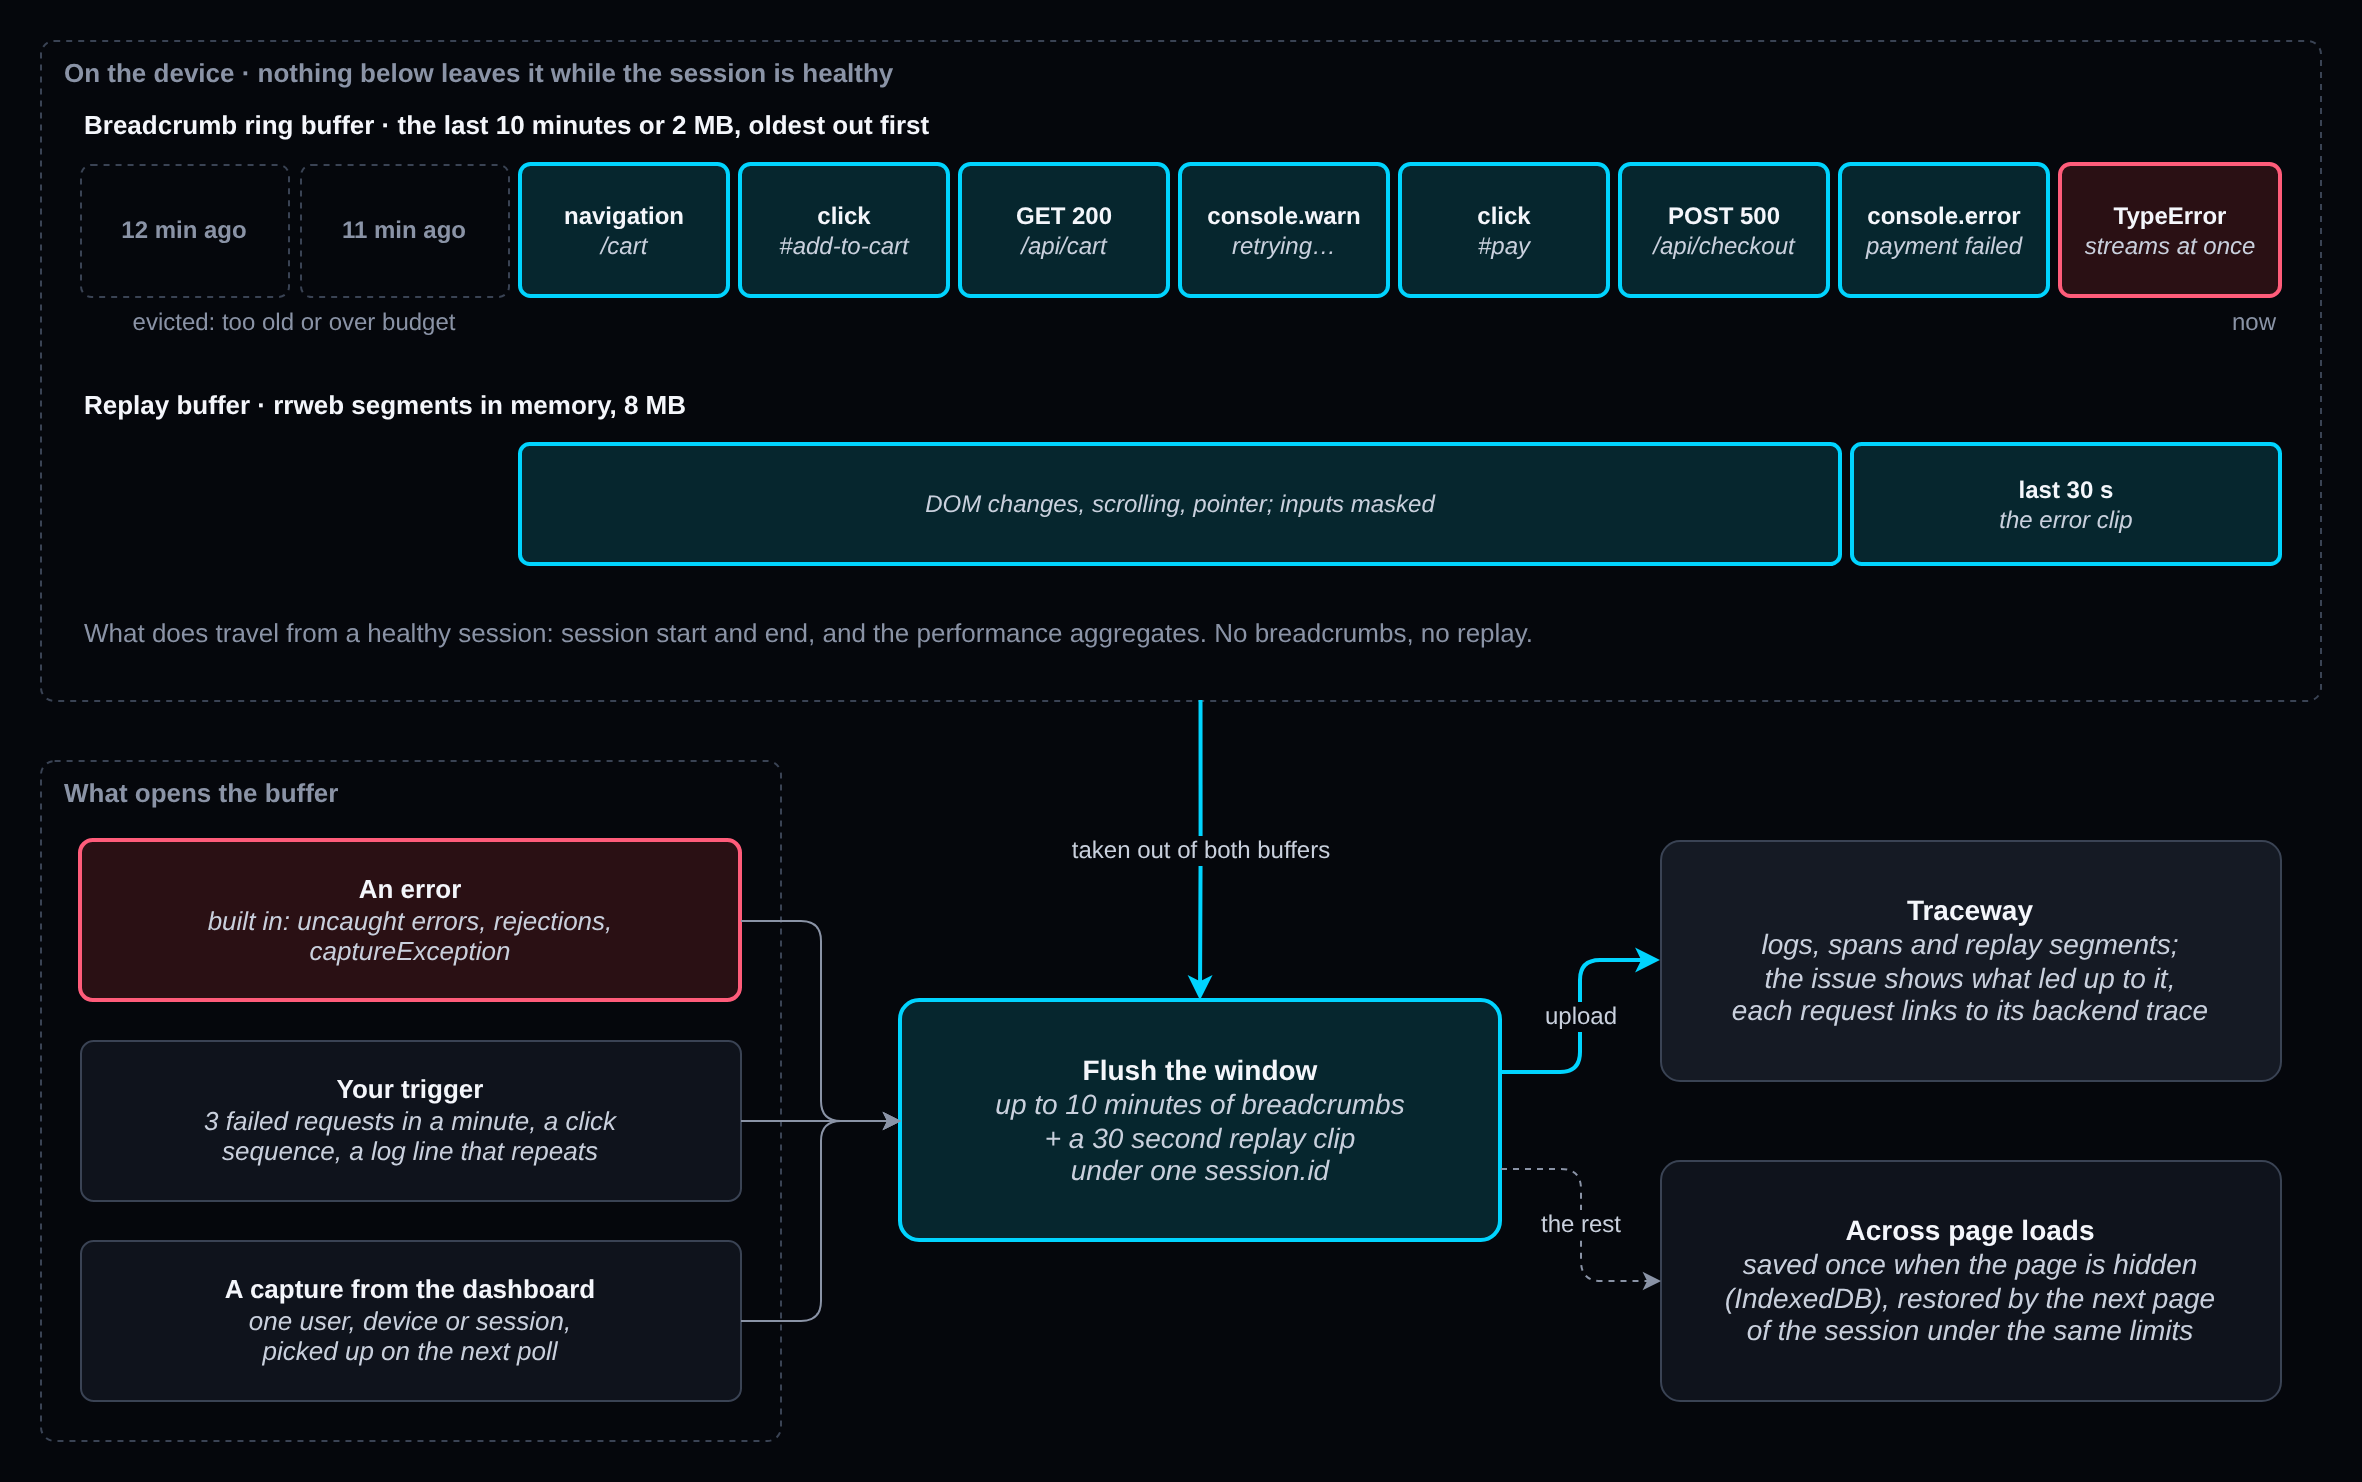 On the device · nothing below leaves it while the session is healthy
Breadcrumb ring buffer · the last 10 minutes or 2 MB, oldest out first
12 min ago
11 min ago
navigation
/cart
click
#add-to-cart
GET 200
/api/cart
console.warn
retrying…
click
#pay
POST 500
/api/checkout
console.error
payment failed
TypeError
streams at once
evicted: too old or over budget
now
Replay buffer · rrweb segments in memory, 8 MB
DOM changes, scrolling, pointer; inputs masked
last 30 s
the error clip
What does travel from a healthy session: session start and end, and the performance aggregates. No breadcrumbs, no replay.
What opens the buffer
An error
built in: uncaught errors, rejections,
captureException
Your trigger
3 failed requests in a minute, a click
sequence, a log line that repeats
A capture from the dashboard
one user, device or session,
picked up on the next poll
taken out of both buffers
Flush the window
up to 10 minutes of breadcrumbs
+ a 30 second replay clip
under one session.id
upload
the rest
Traceway
logs, spans and replay segments;
the issue shows what led up to it,
each request links to its backend trace
Across page loads
saved once when the page is hidden
(IndexedDB), restored by the next page
of the session under the same limits